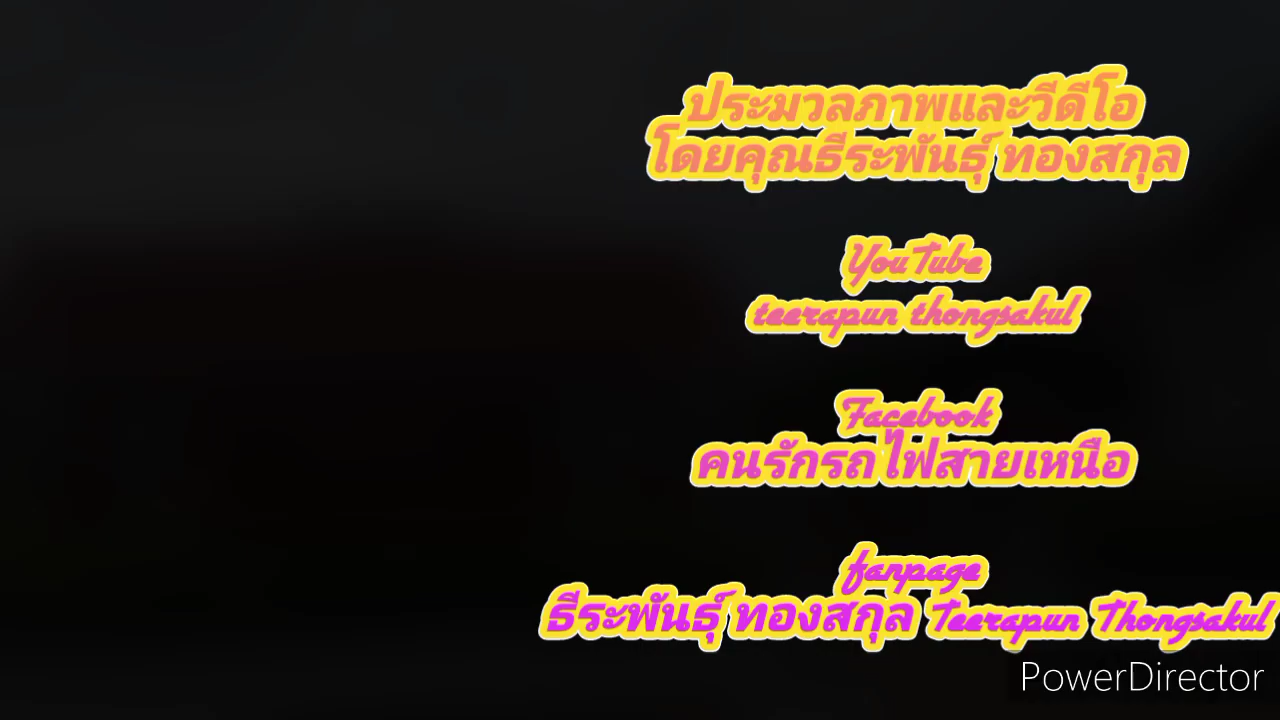 ประมวลภาพและวีดีโอ
โดยคุณธีระพันธุ์ ทองสกุล
YouTube
teerapun thongsakul
Facebook
คนรักรถไฟสายเหนือ
fanpage
ธีระพันธุ์ ทองสกุล Teerapun Thongsakul
PowerDirector